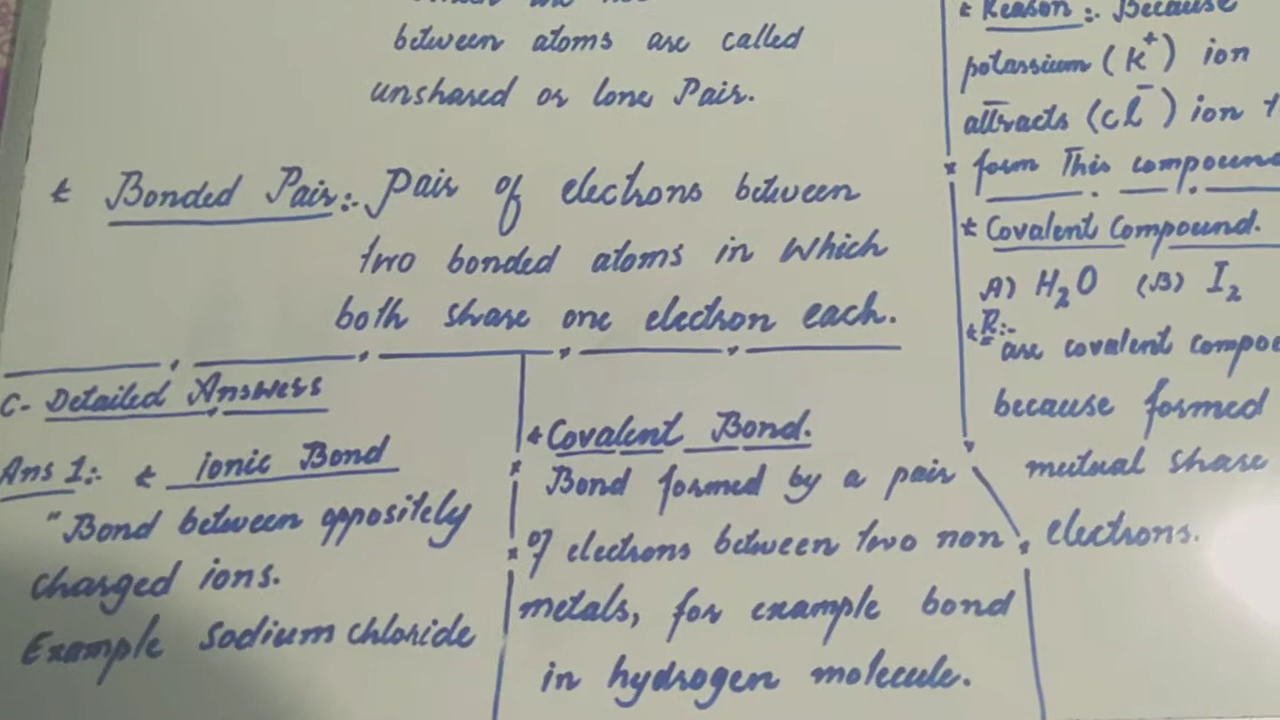 between atoms are called
unshared or lone Pair.
* Bonded Pair:. Pair of electrons between
two bonded atoms in Which
both share one electron each.
C- Detailed Answers
Ans 1:. * ionic Bond
"Bond between oppositely
charged ions.
Example Sodium chloride
* Covalent Bond.
Bond formed by a pair
of electrons between two non
metals, for example bond
in hydrogen molecule.
* Reason:. Because
potassium (K⁺) ion
attracts (cl⁻) ion
form This compound
* Covalent Compound.
A) H₂O (B) I₂
* R:-
are covalent
because formed
mutual share
electrons.